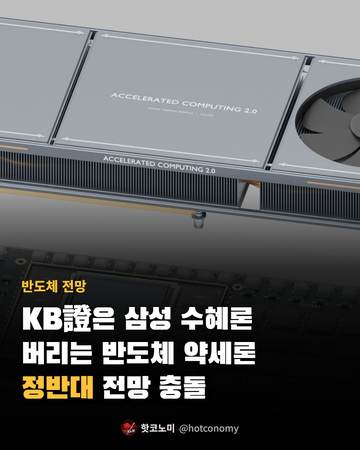 ACCELERATED COMPUTING 2.0
ACCELERATED COMPUTING 2.0
반도체 전망
KB證은 삼성 수혜론
버리는 반도체 약세론
정반대 전망 충돌
핫코노미 @hotconomy